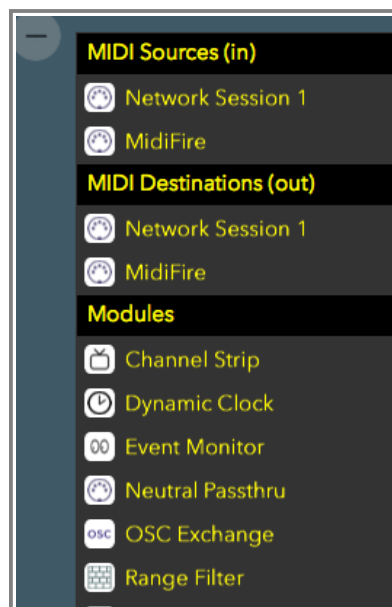 MIDI Sources (in)
Network Session 1
MidiFire
MIDI Destinations (out)
Network Session 1
MidiFire
Modules
Channel Strip
Dynamic Clock
Event Monitor
Neutral Passthru
OSC OSC Exchange
Range Filter